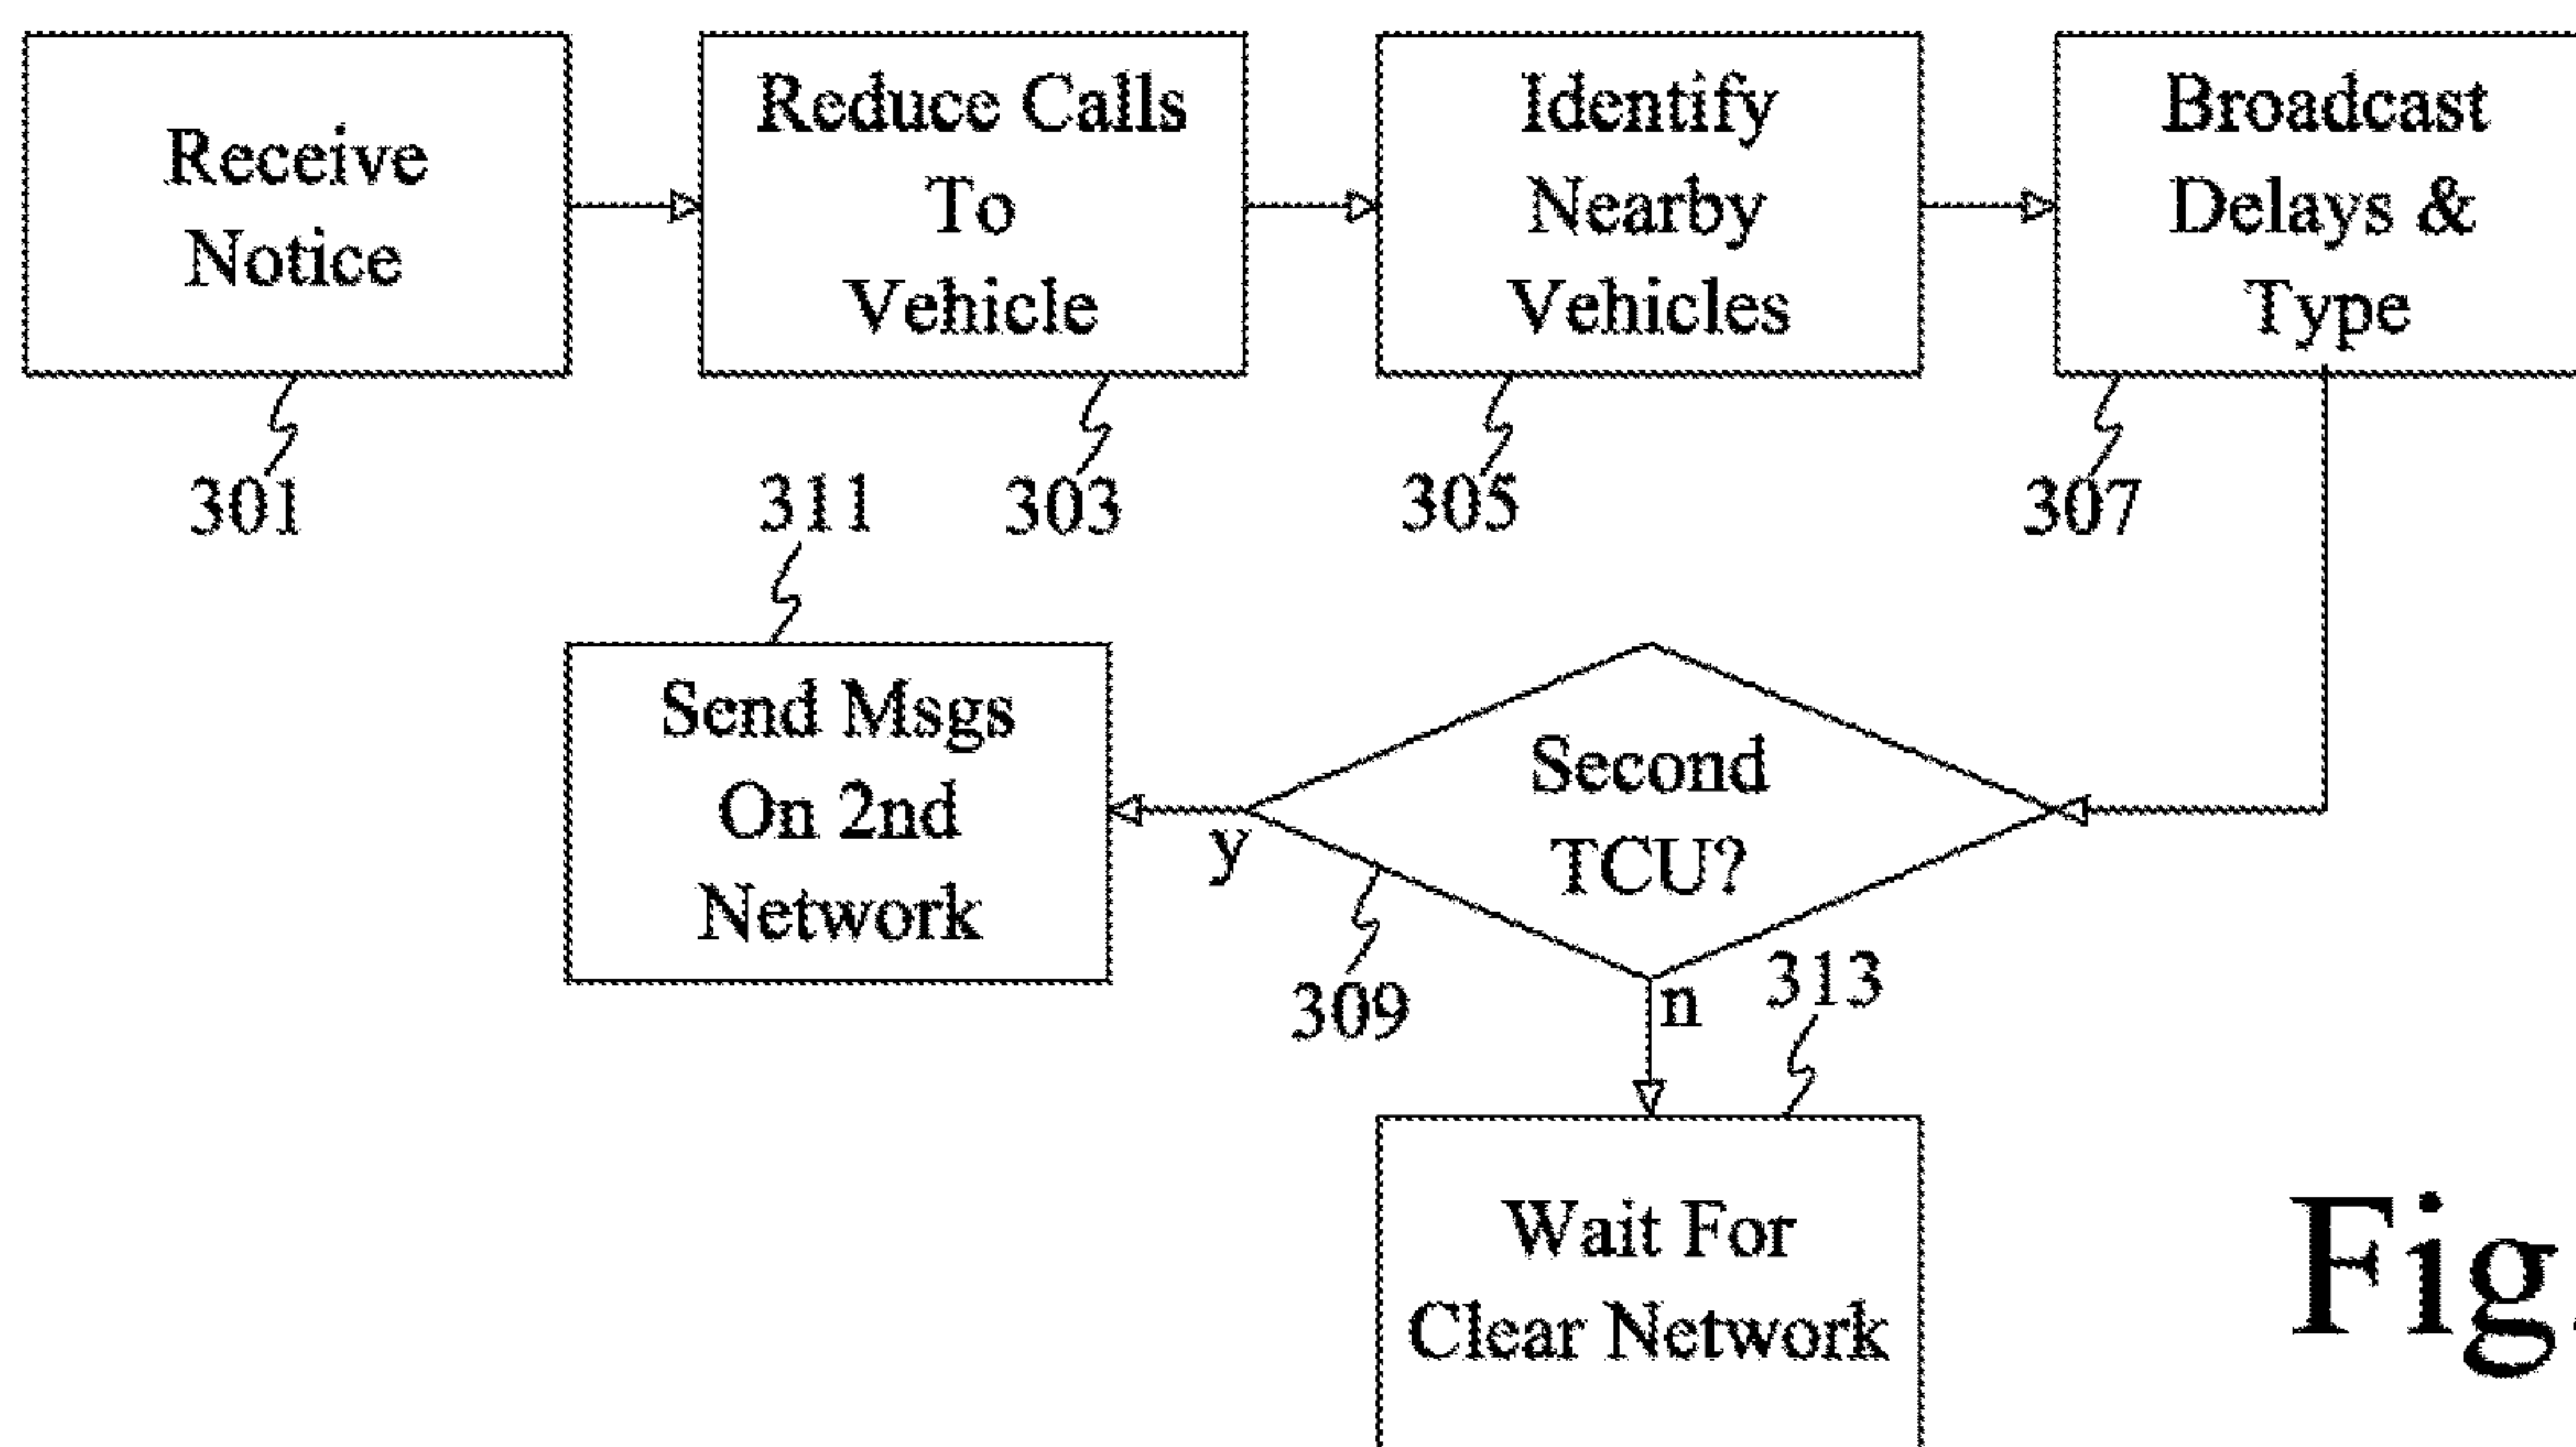 Receive
Notice
Reduce Calls
To
Vehicle
Identify
Nearby
Vehicles
Broadcast
Delays &
Type
301
311
303
305
307
Send Msgs
On 2nd
Network
Second
TCU?
y
309
n
313
Wait For
Clear Network
Fig.